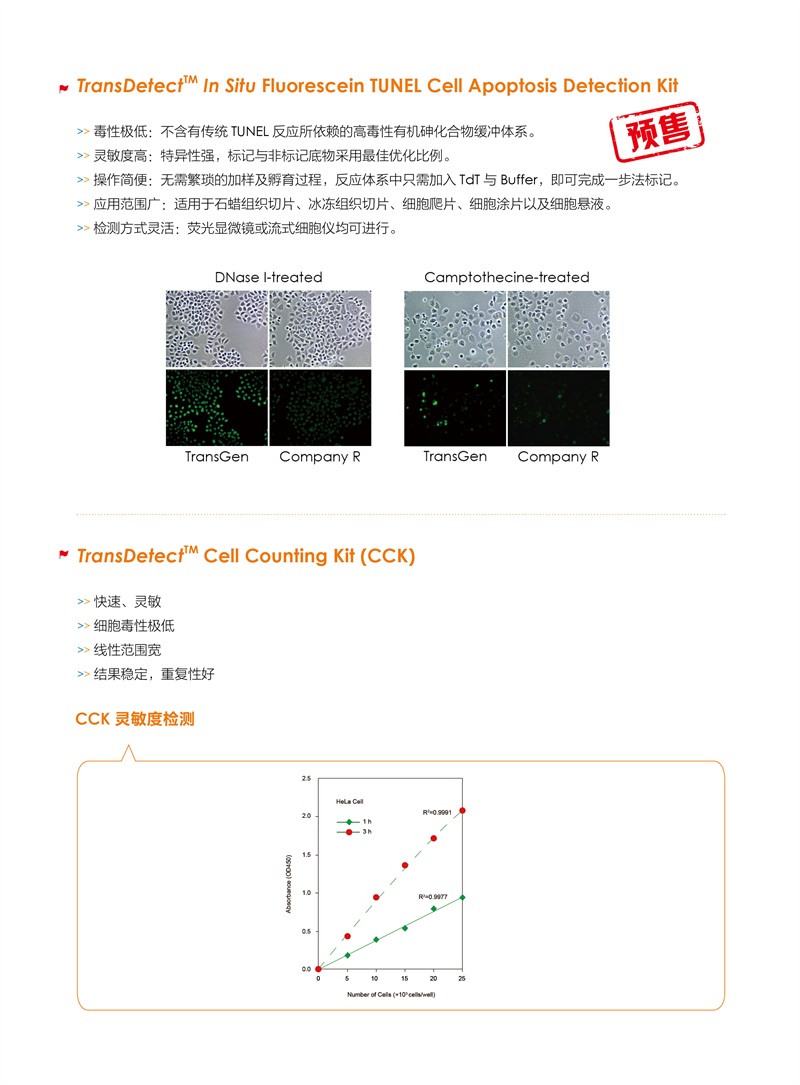 TransDetect™ In Situ Fluorescein TUNEL Cell Apoptosis Detection Kit
预售
>> 毒性极低：不含有传统 TUNEL 反应所依赖的高毒性有机砷化合物缓冲体系。
>> 灵敏度高：特异性强，标记与非标记底物采用最佳优化比例。
>> 操作简便：无需繁琐的加样及孵育过程，反应体系中只需加入 TdT 与 Buffer，即可完成一步法标记。
>> 应用范围广：适用于石蜡组织切片、冰冻组织切片、细胞爬片、细胞涂片以及细胞悬液。
>> 检测方式灵活：荧光显微镜或流式细胞仪均可进行。
DNase I-treated
Camptothecine-treated
TransGen
Company R
TransGen
Company R
TransDetect™ Cell Counting Kit (CCK)
>> 快速、灵敏
>> 细胞毒性极低
>> 线性范围宽
>> 结果稳定，重复性好
CCK 灵敏度检测
2.5
2.0
1.5
1.0
0.5
0.0
Absorbance (OD450)
HeLa Cell
1 h
3 h
R²=0.9991
R²=0.9977
0 5 10 15 20 25
Number of Cells (×10³cells/well)